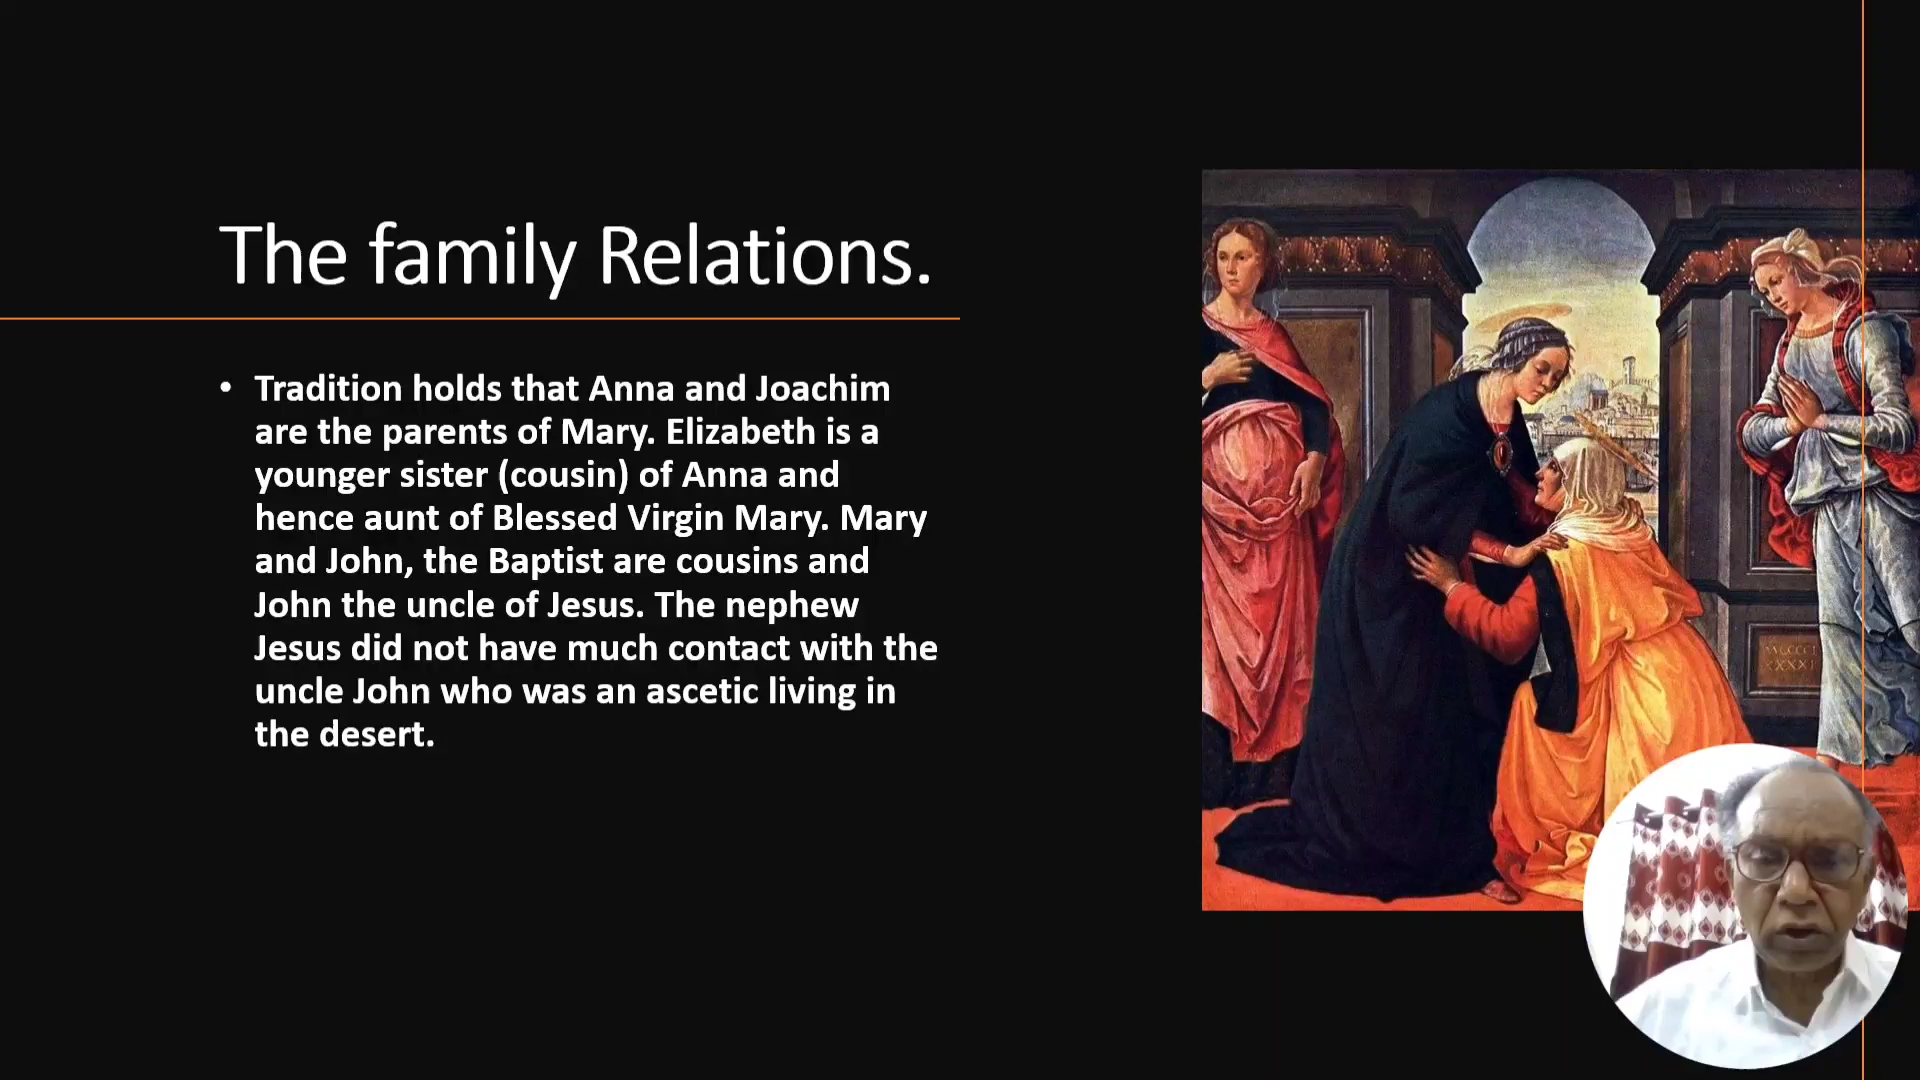 The family Relations.
• Tradition holds that Anna and Joachim
are the parents of Mary. Elizabeth is a
younger sister (cousin) of Anna and
hence aunt of Blessed Virgin Mary. Mary
and John, the Baptist are cousins and
John the uncle of Jesus. The nephew
Jesus did not have much contact with the
uncle John who was an ascetic living in
the desert.